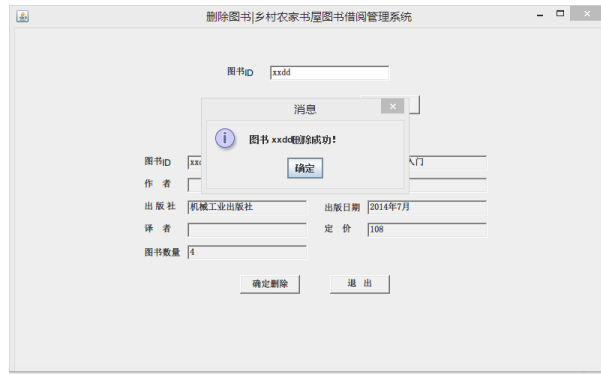 删除图书|乡村农家书屋图书借阅管理系统
图书ID xxdd
消息
图书 xxdd删除成功!
确定
图书ID 入门
作 者
出 版 社 机械工业出版社 出版日期 2014年7月
译 者 定 价 108
图书数量 4
确定删除 退 出